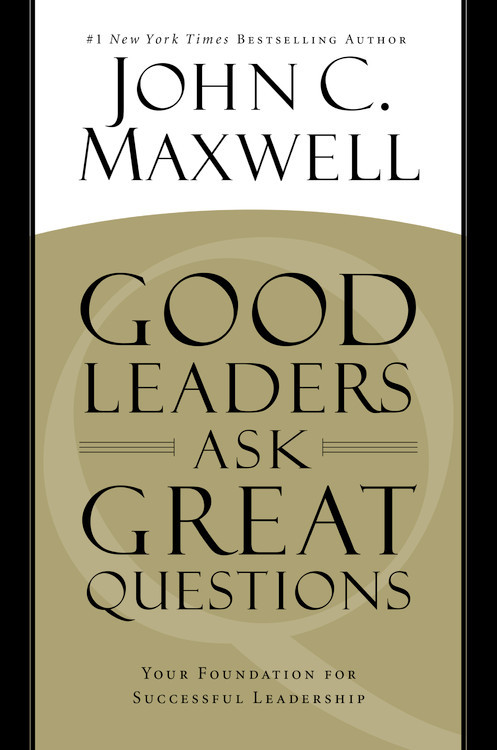 #1 New York Times Bestselling Author
John C.
Maxwell
Good
Leaders
Ask
Great
Questions
Your Foundation for
Successful Leadership